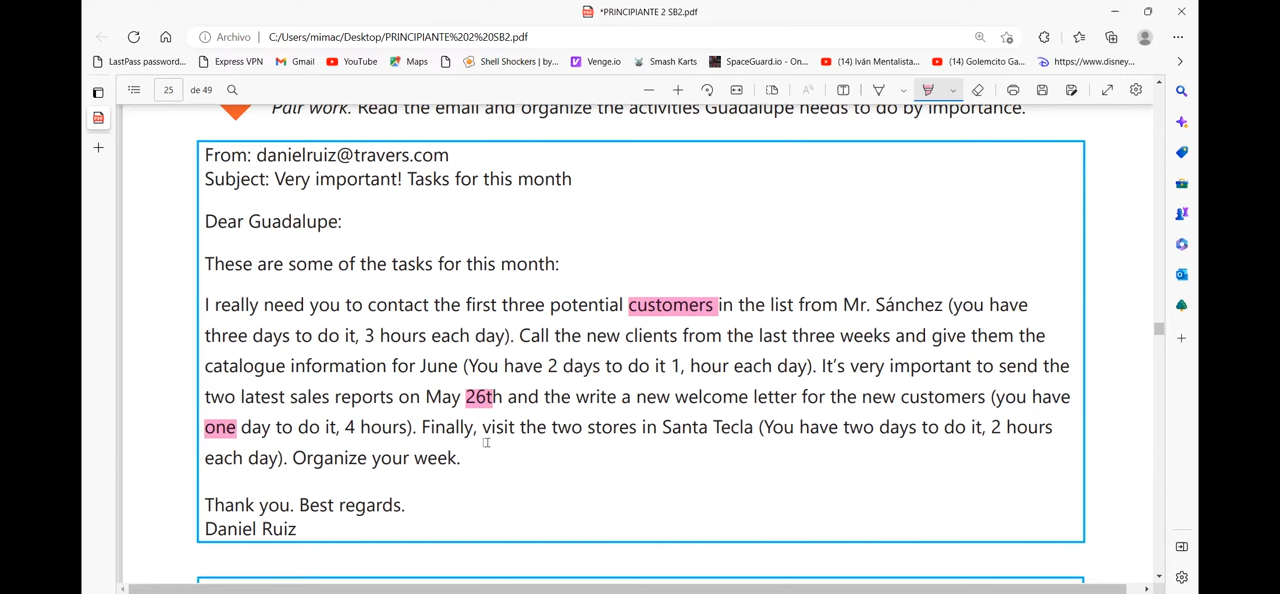 *PRINCIPIANTE 2 SB2.pdf
Archivo C:/Users/mimac/Desktop/PRINCIPIANTE%202%20SB2.pdf
LastPass password... Express VPN Gmail YouTube Maps Shell Shockers | by... Venge.io Smash Karts SpaceGuard.io - On... (14) Iván Mentalista... (14) Golemcito Ga... https://www.disney...
25 de 49
Pair work. Read the email and organize the activities Guadalupe needs to do by importance.
From: danielruiz@travers.com
Subject: Very important! Tasks for this month
Dear Guadalupe:
These are some of the tasks for this month:
I really need you to contact the first three potential customers in the list from Mr. Sánchez (you have
three days to do it, 3 hours each day). Call the new clients from the last three weeks and give them the
catalogue information for June (You have 2 days to do it 1, hour each day). It's very important to send the
two latest sales reports on May 26th and the write a new welcome letter for the new customers (you have
one day to do it, 4 hours). Finally, visit the two stores in Santa Tecla (You have two days to do it, 2 hours
each day). Organize your week.
Thank you. Best regards.
Daniel Ruiz